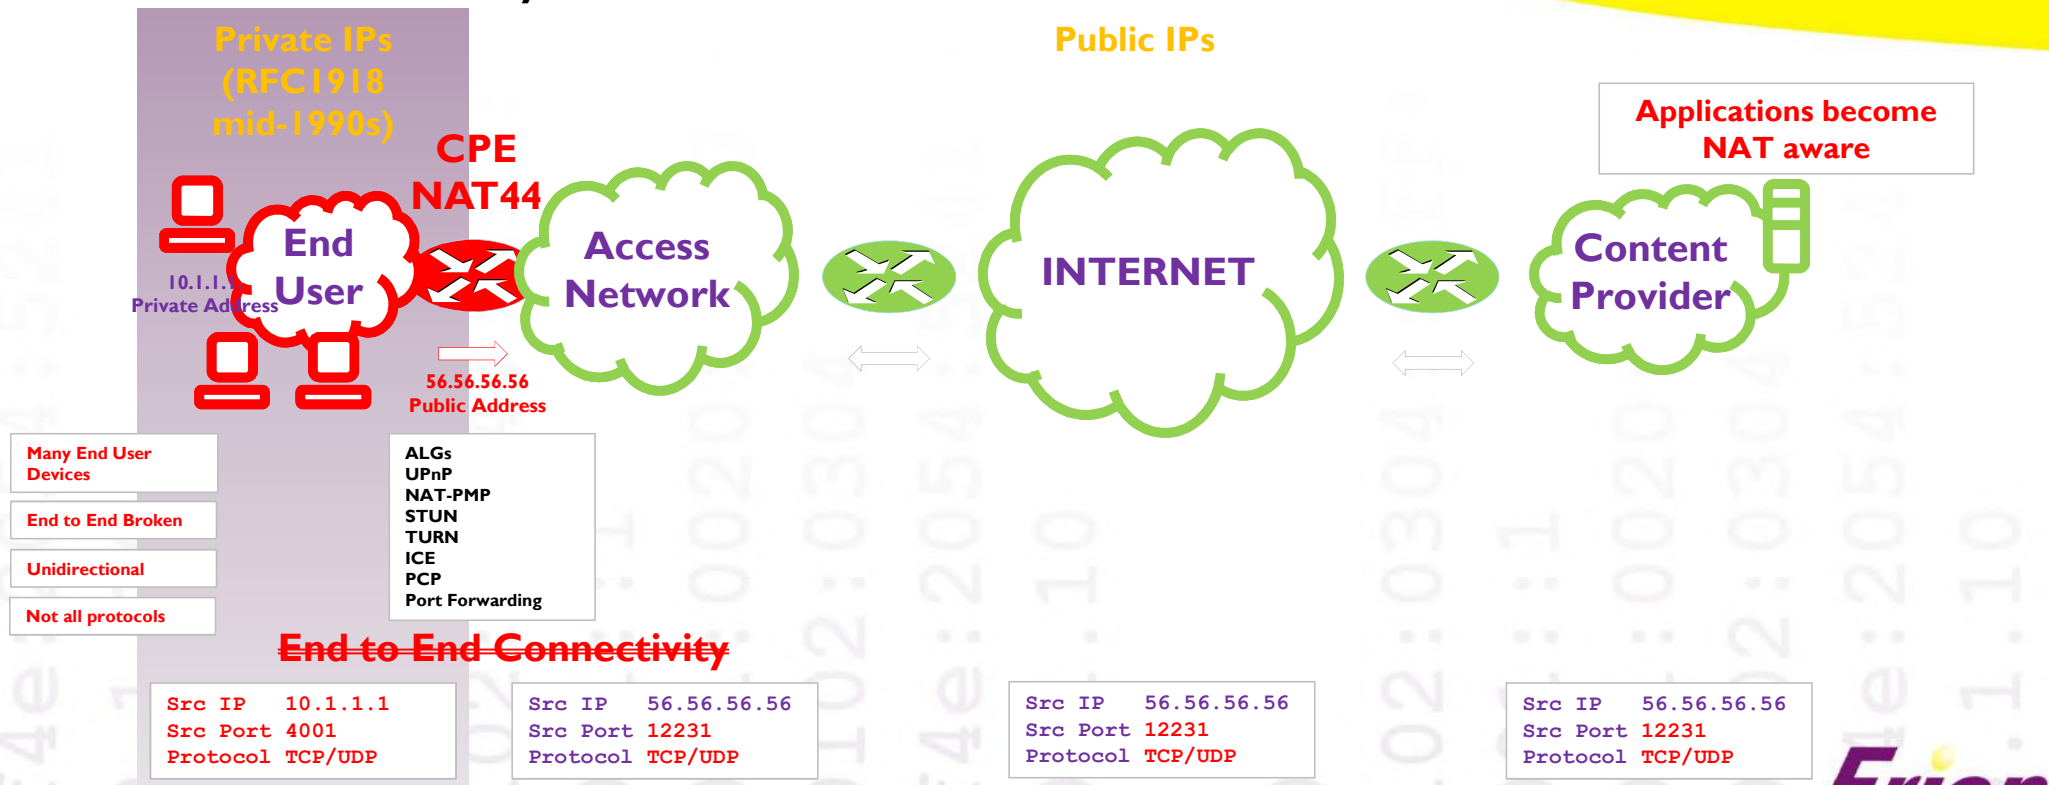 Private IPs
(RFC1918
mid-1990s)
Public IPs
Applications become
NAT aware
CPE
NAT44
End
User
Access
Network
INTERNET
Content
Provider
10.1.1.1
Private Address
56.56.56.56
Public Address
Many End User
Devices
End to End Broken
Unidirectional
Not all protocols
ALGs
UPnP
NAT-PMP
STUN
TURN
ICE
PCP
Port Forwarding
End to End Connectivity
Src IP 10.1.1.1
Src Port 4001
Protocol TCP/UDP
Src IP 56.56.56.56
Src Port 12231
Protocol TCP/UDP
Src IP 56.56.56.56
Src Port 12231
Protocol TCP/UDP
Src IP 56.56.56.56
Src Port 12231
Protocol TCP/UDP
Erion